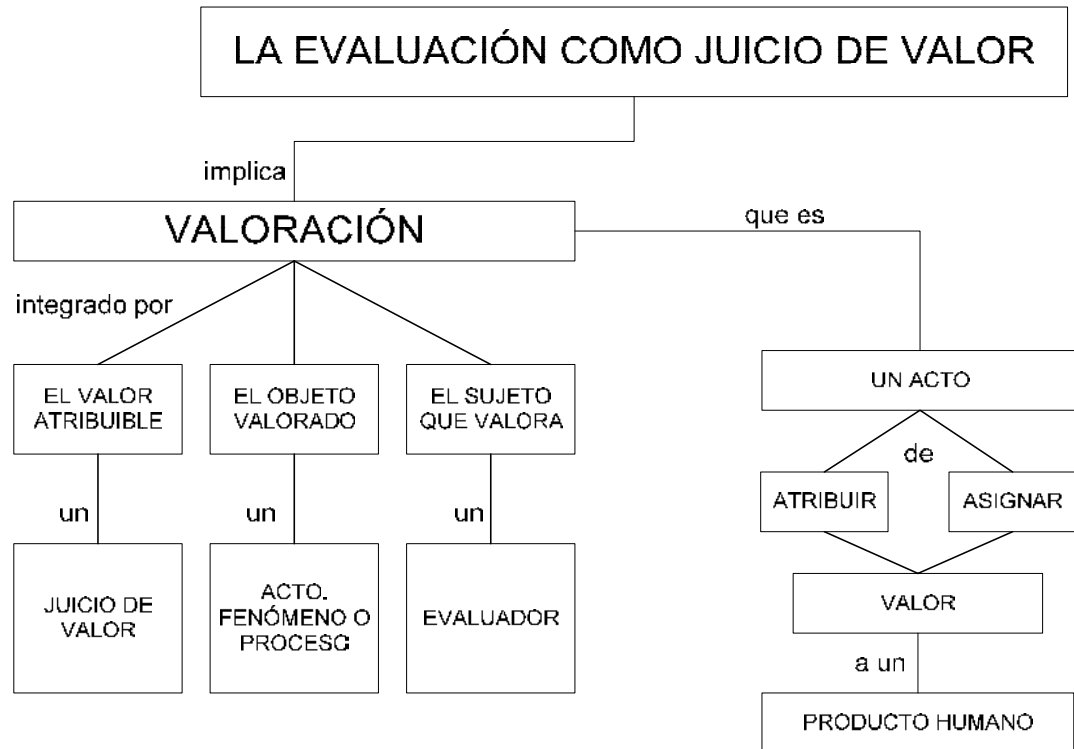 LA EVALUACIÓN COMO JUICIO DE VALOR
implica
VALORACIÓN
que es
integrado por
EL VALOR
ATRIBUIBLE
EL OBJETO
VALORADO
EL SUJETO
QUE VALORA
un
un
un
JUICIO DE
VALOR
ACTO.
FENÓMENO O
PROCESG
EVALUADOR
UN ACTO
de
ATRIBUIR
ASIGNAR
VALOR
a un
PRODUCTO HUMANO